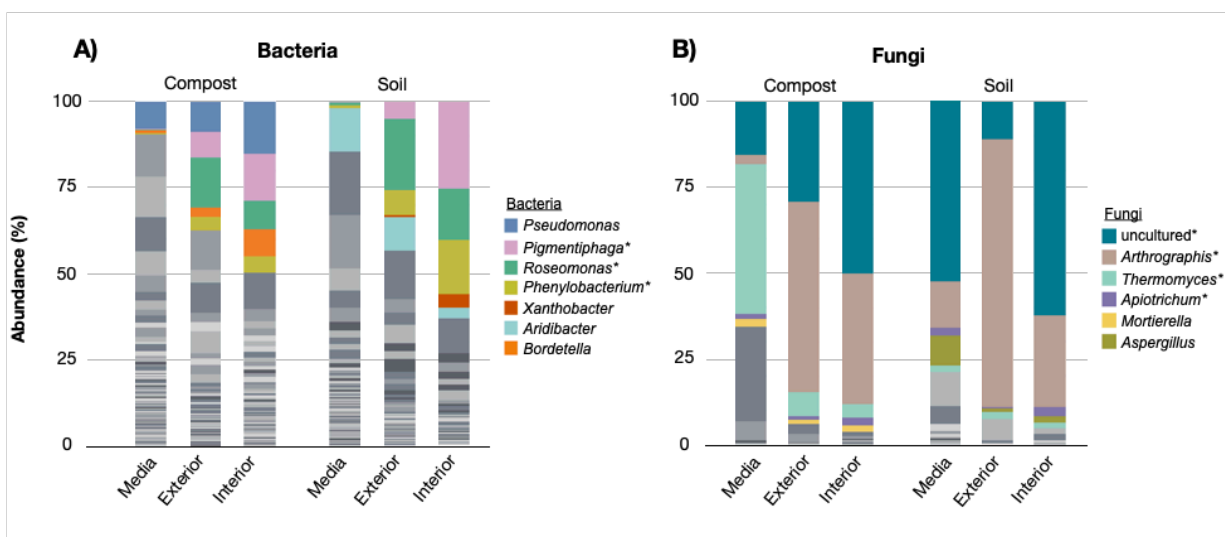 A)
Bacteria
Compost
Soil
100
75
50
25
0
Abundance (%)
Media
Exterior
Interior
Media
Exterior
Interior
Bacteria
Pseudomonas
Pigmentiphaga*
Roseomonas*
Phenylobacterium*
Xanthobacter
Aridibacter
Bordetella
B)
Fungi
Compost
Soil
100
75
50
25
0
Media
Exterior
Interior
Media
Exterior
Interior
Fungi
uncultured*
Arthrographis*
Thermomyces*
Apiotrichum*
Mortierella
Aspergillus